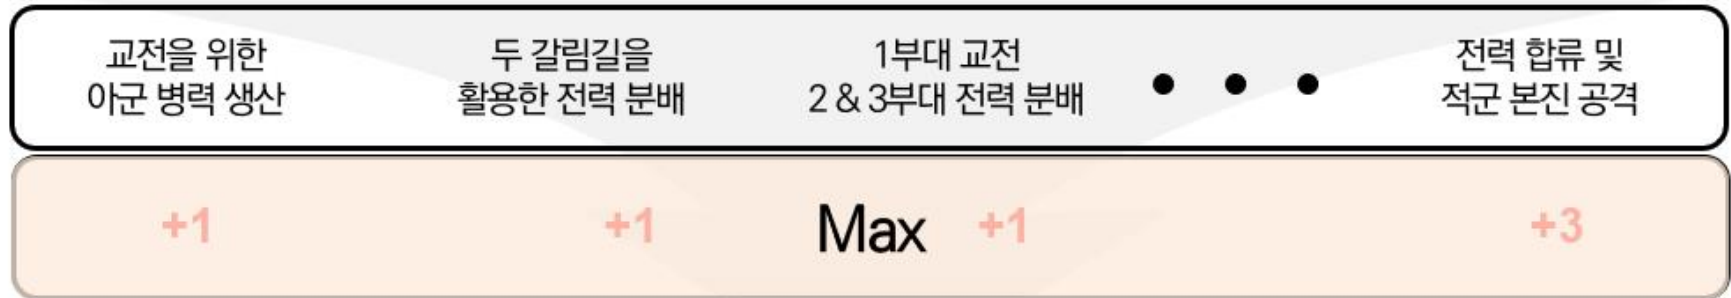 교전을 위한
아군 병력 생산
두 갈림길을
활용한 전력 분배
1부대 교전
2 & 3부대 전력 분배
• • •
전력 합류 및
적군 본진 공격
+1 +1 Max +1 +3